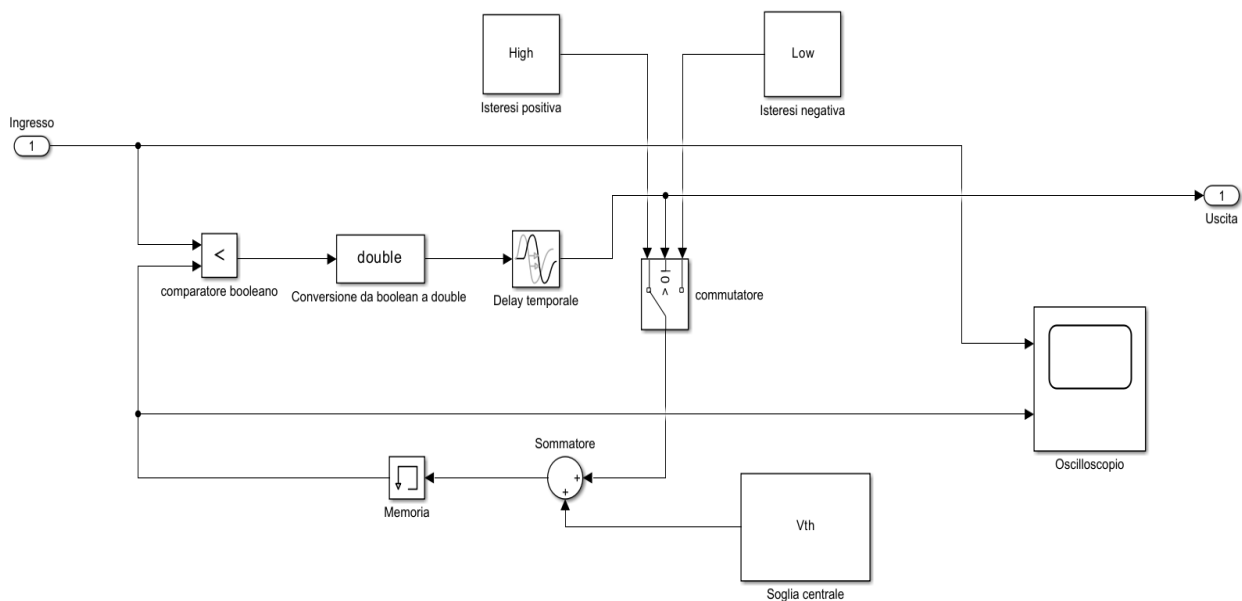 High
Isteresi positiva
Low
Isteresi negativa
Ingresso
1
1
Uscita
<
comparatore booleano
double
Conversione da boolean a double
Delay temporale
> 0
commutatore
Oscilloscopio
Sommatore
+
+
Memoria
Vth
Soglia centrale